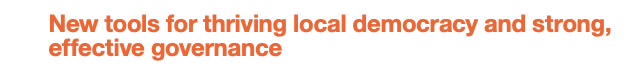 New tools for thriving local democracy and strong,
effective governance